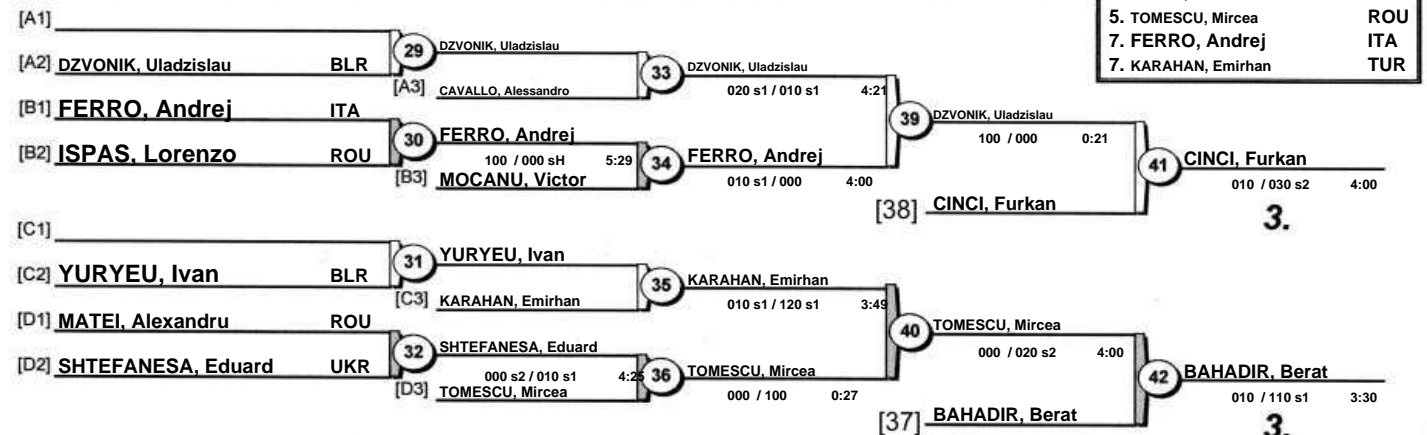 5. TOMESCU, Mircea ROU
7. FERRO, Andrej ITA
7. KARAHAN, Emirhan TUR
[A1]
[A2] DZVONIK, Uladzislau BLR
29 DZVONIK, Uladzislau
[A3] CAVALLO, Alessandro
33 DZVONIK, Uladzislau
020 s1 / 010 s1 4:21
[B1] FERRO, Andrej ITA
[B2] ISPAS, Lorenzo ROU
30 FERRO, Andrej
100 / 000 sH 5:29
[B3] MOCANU, Victor
34 FERRO, Andrej
010 s1 / 000 4:00
39 DZVONIK, Uladzislau
100 / 000 0:21
[38] CINCI, Furkan
41 CINCI, Furkan
010 / 030 s2 4:00
3.
[C1]
[C2] YURYEU, Ivan BLR
31 YURYEU, Ivan
[C3] KARAHAN, Emirhan
35 KARAHAN, Emirhan
010 s1 / 120 s1 3:49
[D1] MATEI, Alexandru ROU
[D2] SHTEFANESA, Eduard UKR
32 SHTEFANESA, Eduard
000 s2 / 010 s1 4:25
[D3] TOMESCU, Mircea
36 TOMESCU, Mircea
000 / 100 0:27
40 TOMESCU, Mircea
000 / 020 s2 4:00
[37] BAHADIR, Berat
42 BAHADIR, Berat
010 / 110 s1 3:30
3.